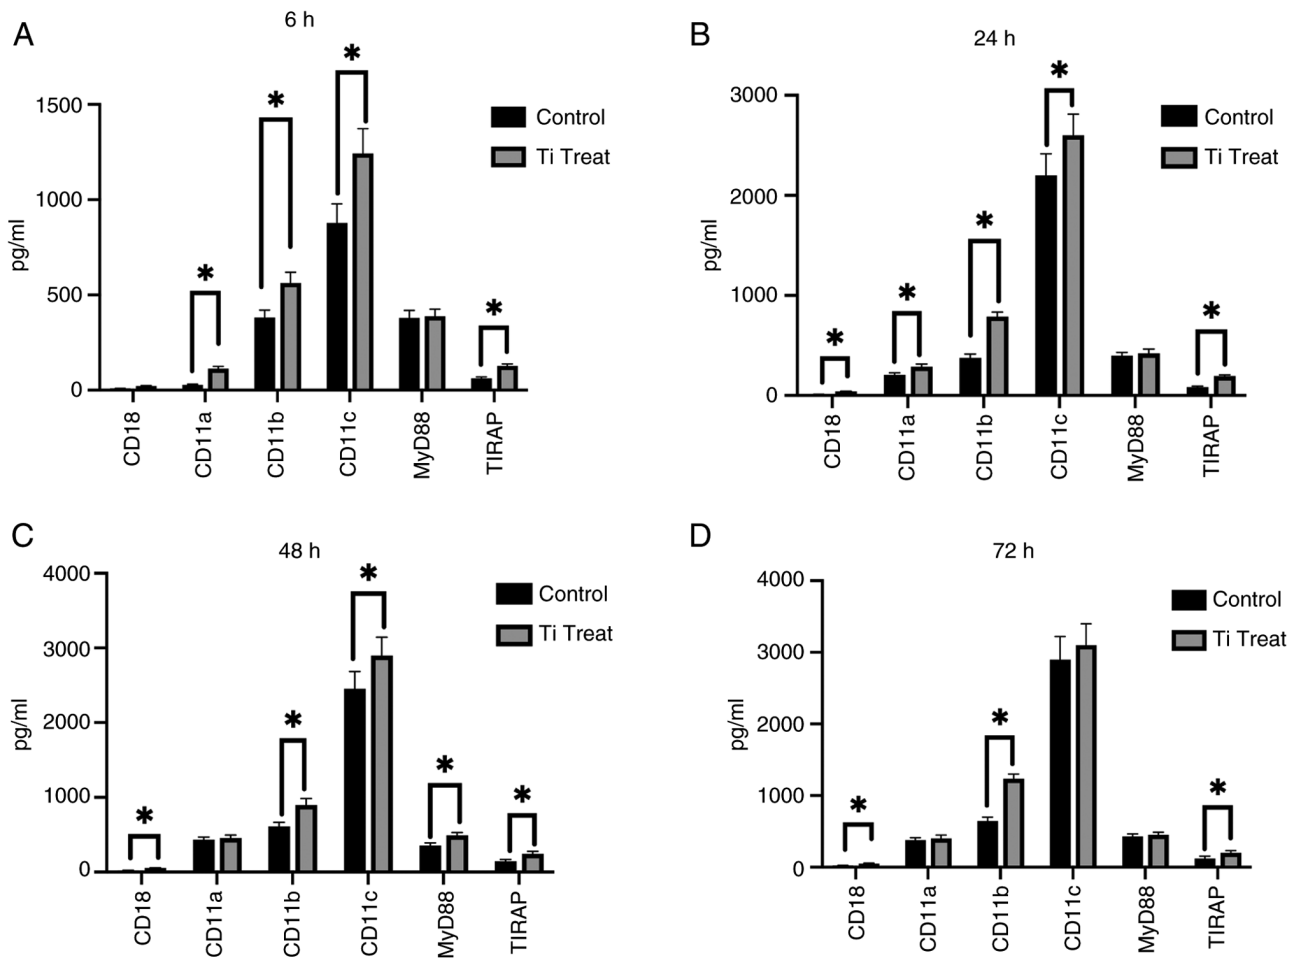 A
6 h
1500
1000
500
0
pg/ml
*
*
*
*
Control
Ti Treat
CD18
CD11a
CD11b
CD11c
MyD88
TIRAP
B
24 h
3000
2000
1000
0
pg/ml
*
*
*
*
*
Control
Ti Treat
CD18
CD11a
CD11b
CD11c
MyD88
TIRAP
C
48 h
4000
3000
2000
1000
0
pg/ml
*
*
*
*
*
Control
Ti Treat
CD18
CD11a
CD11b
CD11c
MyD88
TIRAP
D
72 h
4000
3000
2000
1000
0
pg/ml
*
*
*
Control
Ti Treat
CD18
CD11a
CD11b
CD11c
MyD88
TIRAP